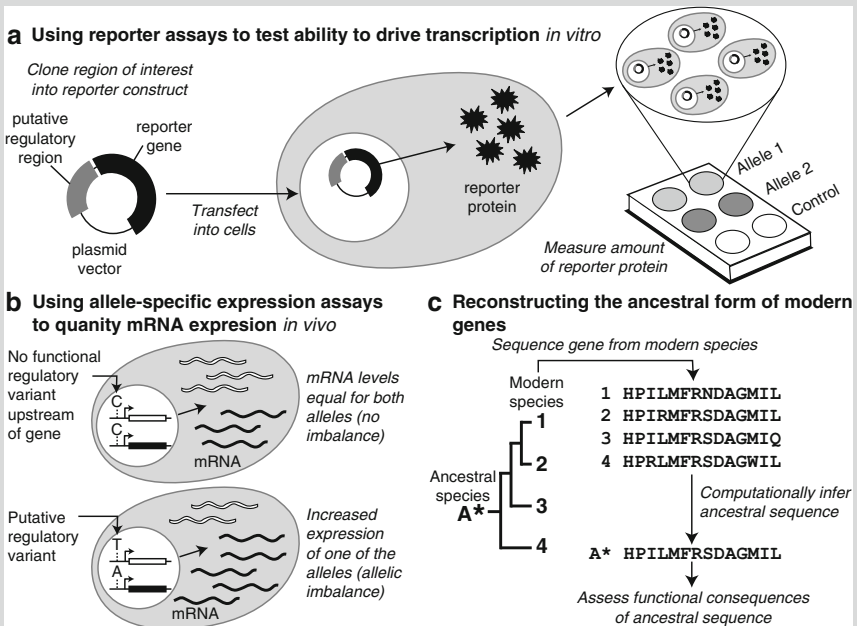 a Using reporter assays to test ability to drive transcription in vitro
Clone region of interest
into reporter construct
putative
regulatory
region
reporter
gene
plasmid
vector
Transfect
into cells
reporter
protein
Allele 1
Allele 2
Control
Measure amount
of reporter protein
b Using allele-specific expression assays
to quanity mRNA expresion in vivo
No functional
regulatory
variant
upstream
of gene
C
C
mRNA
mRNA levels
equal for both
alleles (no
imbalance)
Putative
regulatory
variant
T
A
mRNA
Increased
expression
of one of the
alleles (allelic
imbalance)
c Reconstructing the ancestral form of modern
genes
Sequence gene from modern species
Modern
species
1
2
3
4
Ancestral
species
A*
1 HPILMFRNDAGMIL
2 HPIRMFRSDAGMIL
3 HPILMFRSDAGMIQ
4 HPRLMFRSDAGWIL
Computationally infer
ancestral sequence
A* HPILMFRSDAGMIL
Assess functional consequences
of ancestral sequence